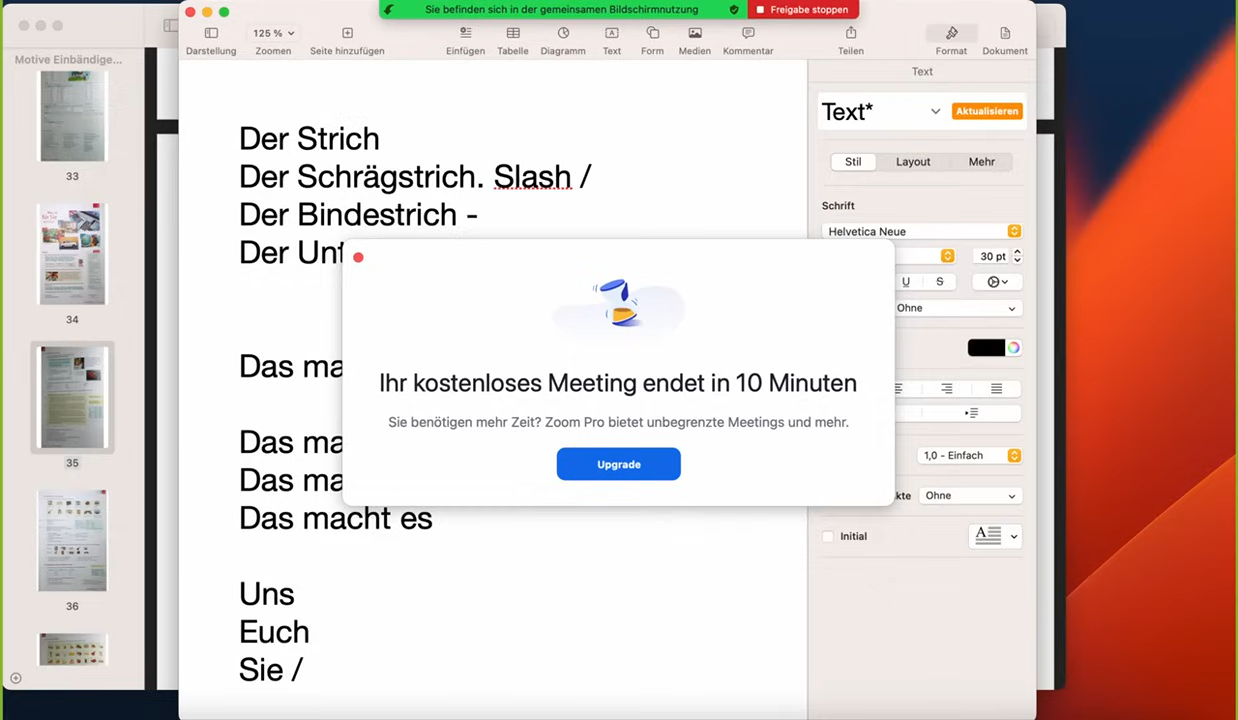 Sie befinden sich in der gemeinsamen Bildschirmnutzung
Freigabe stoppen
Motive Einbändige...
33
34
35
36
125 %
Darstellung
Zoomen
Seite hinzufügen
Einfügen
Tabelle
Diagramm
Text
Form
Medien
Kommentar
Teilen
Format
Dokument
Der Strich
Der Schrägstrich. Slash /
Der Bindestrich -
Der Unt
Das ma
Das ma
Das ma
Das macht es
Uns
Euch
Sie /
Ihr kostenloses Meeting endet in 10 Minuten
Sie benötigen mehr Zeit? Zoom Pro bietet unbegrenzte Meetings und mehr.
Upgrade
Text
Text*
Aktualisieren
Stil
Layout
Mehr
Schrift
Helvetica Neue
30 pt
U
S
Ohne
1,0 - Einfach
kte
Ohne
Initial